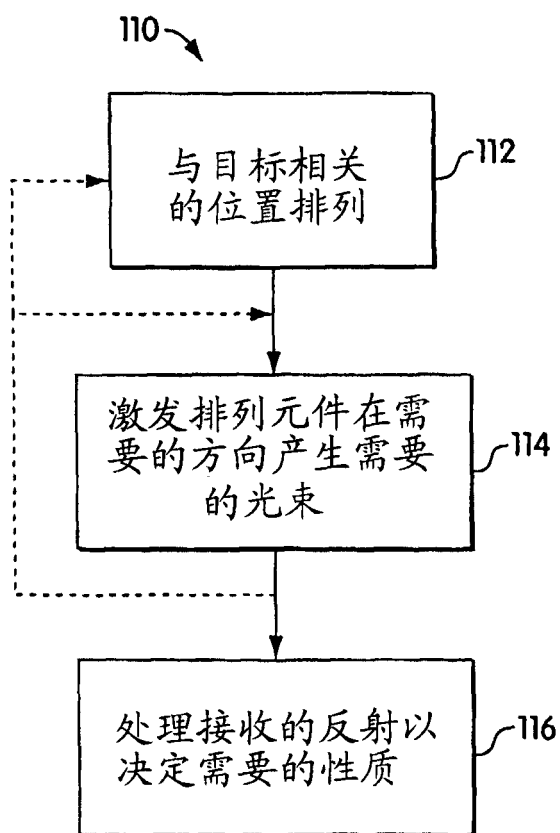 110
与目标相关
的位置排列
112
激发排列元件在需
要的方向产生需要
的光束
114
处理接收的反射以
决定需要的性质
116